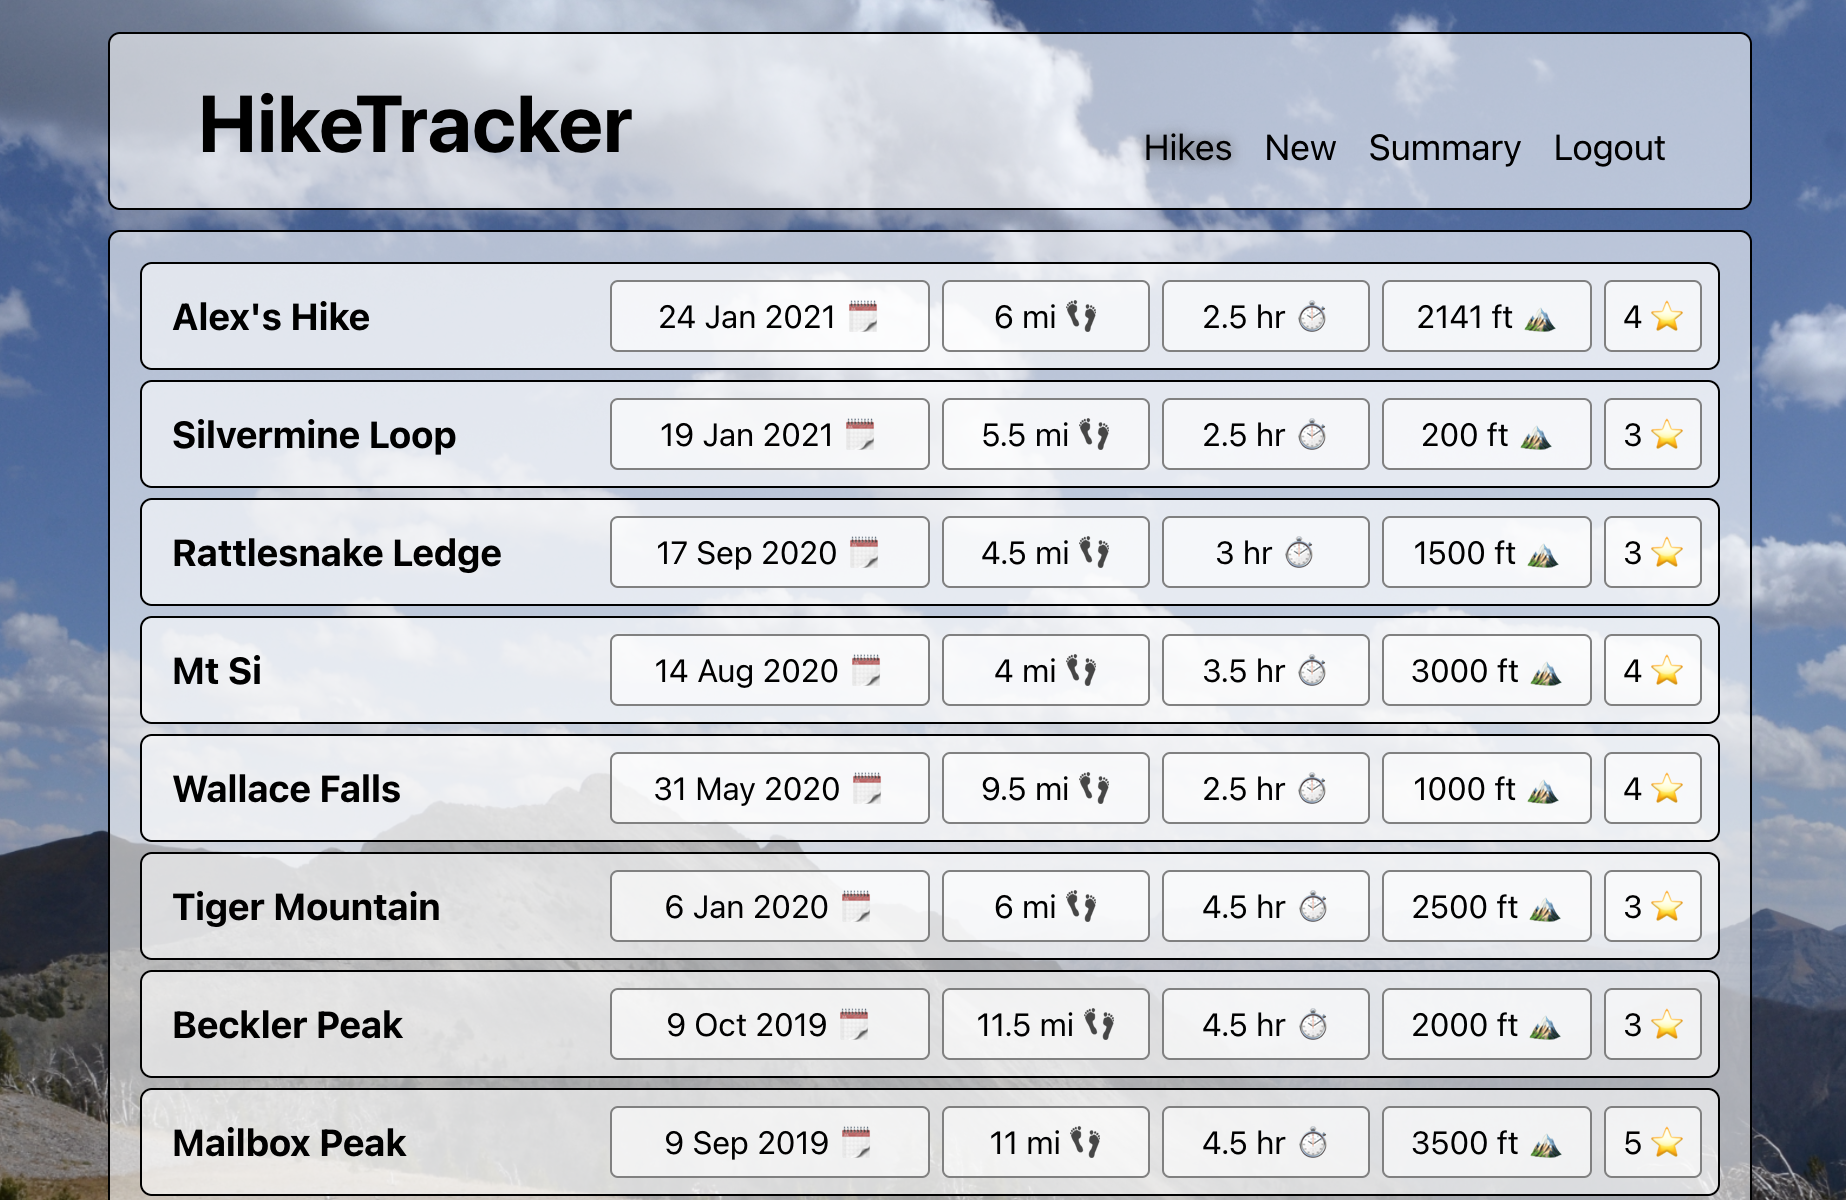 HikeTracker
Hikes New Summary Logout
Alex's Hike 24 Jan 2021 6 mi 2.5 hr 2141 ft 4
Silvermine Loop 19 Jan 2021 5.5 mi 2.5 hr 200 ft 3
Rattlesnake Ledge 17 Sep 2020 4.5 mi 3 hr 1500 ft 3
Mt Si 14 Aug 2020 4 mi 3.5 hr 3000 ft 4
Wallace Falls 31 May 2020 9.5 mi 2.5 hr 1000 ft 4
Tiger Mountain 6 Jan 2020 6 mi 4.5 hr 2500 ft 3
Beckler Peak 9 Oct 2019 11.5 mi 4.5 hr 2000 ft 3
Mailbox Peak 9 Sep 2019 11 mi 4.5 hr 3500 ft 5